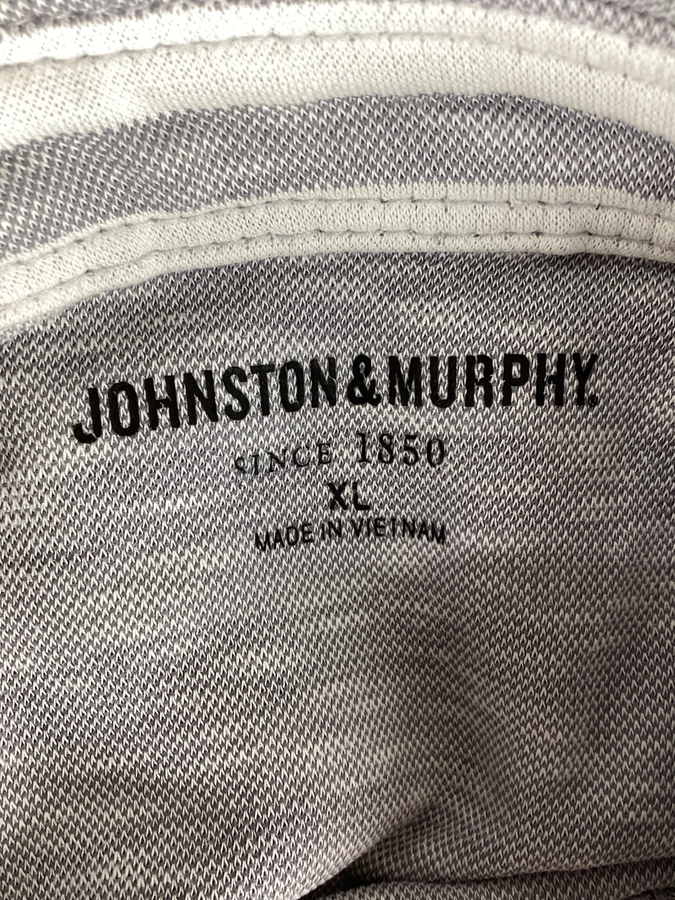 JOHNSTON & MURPHY.
SINCE 1850
XL
MADE IN VIETNAM